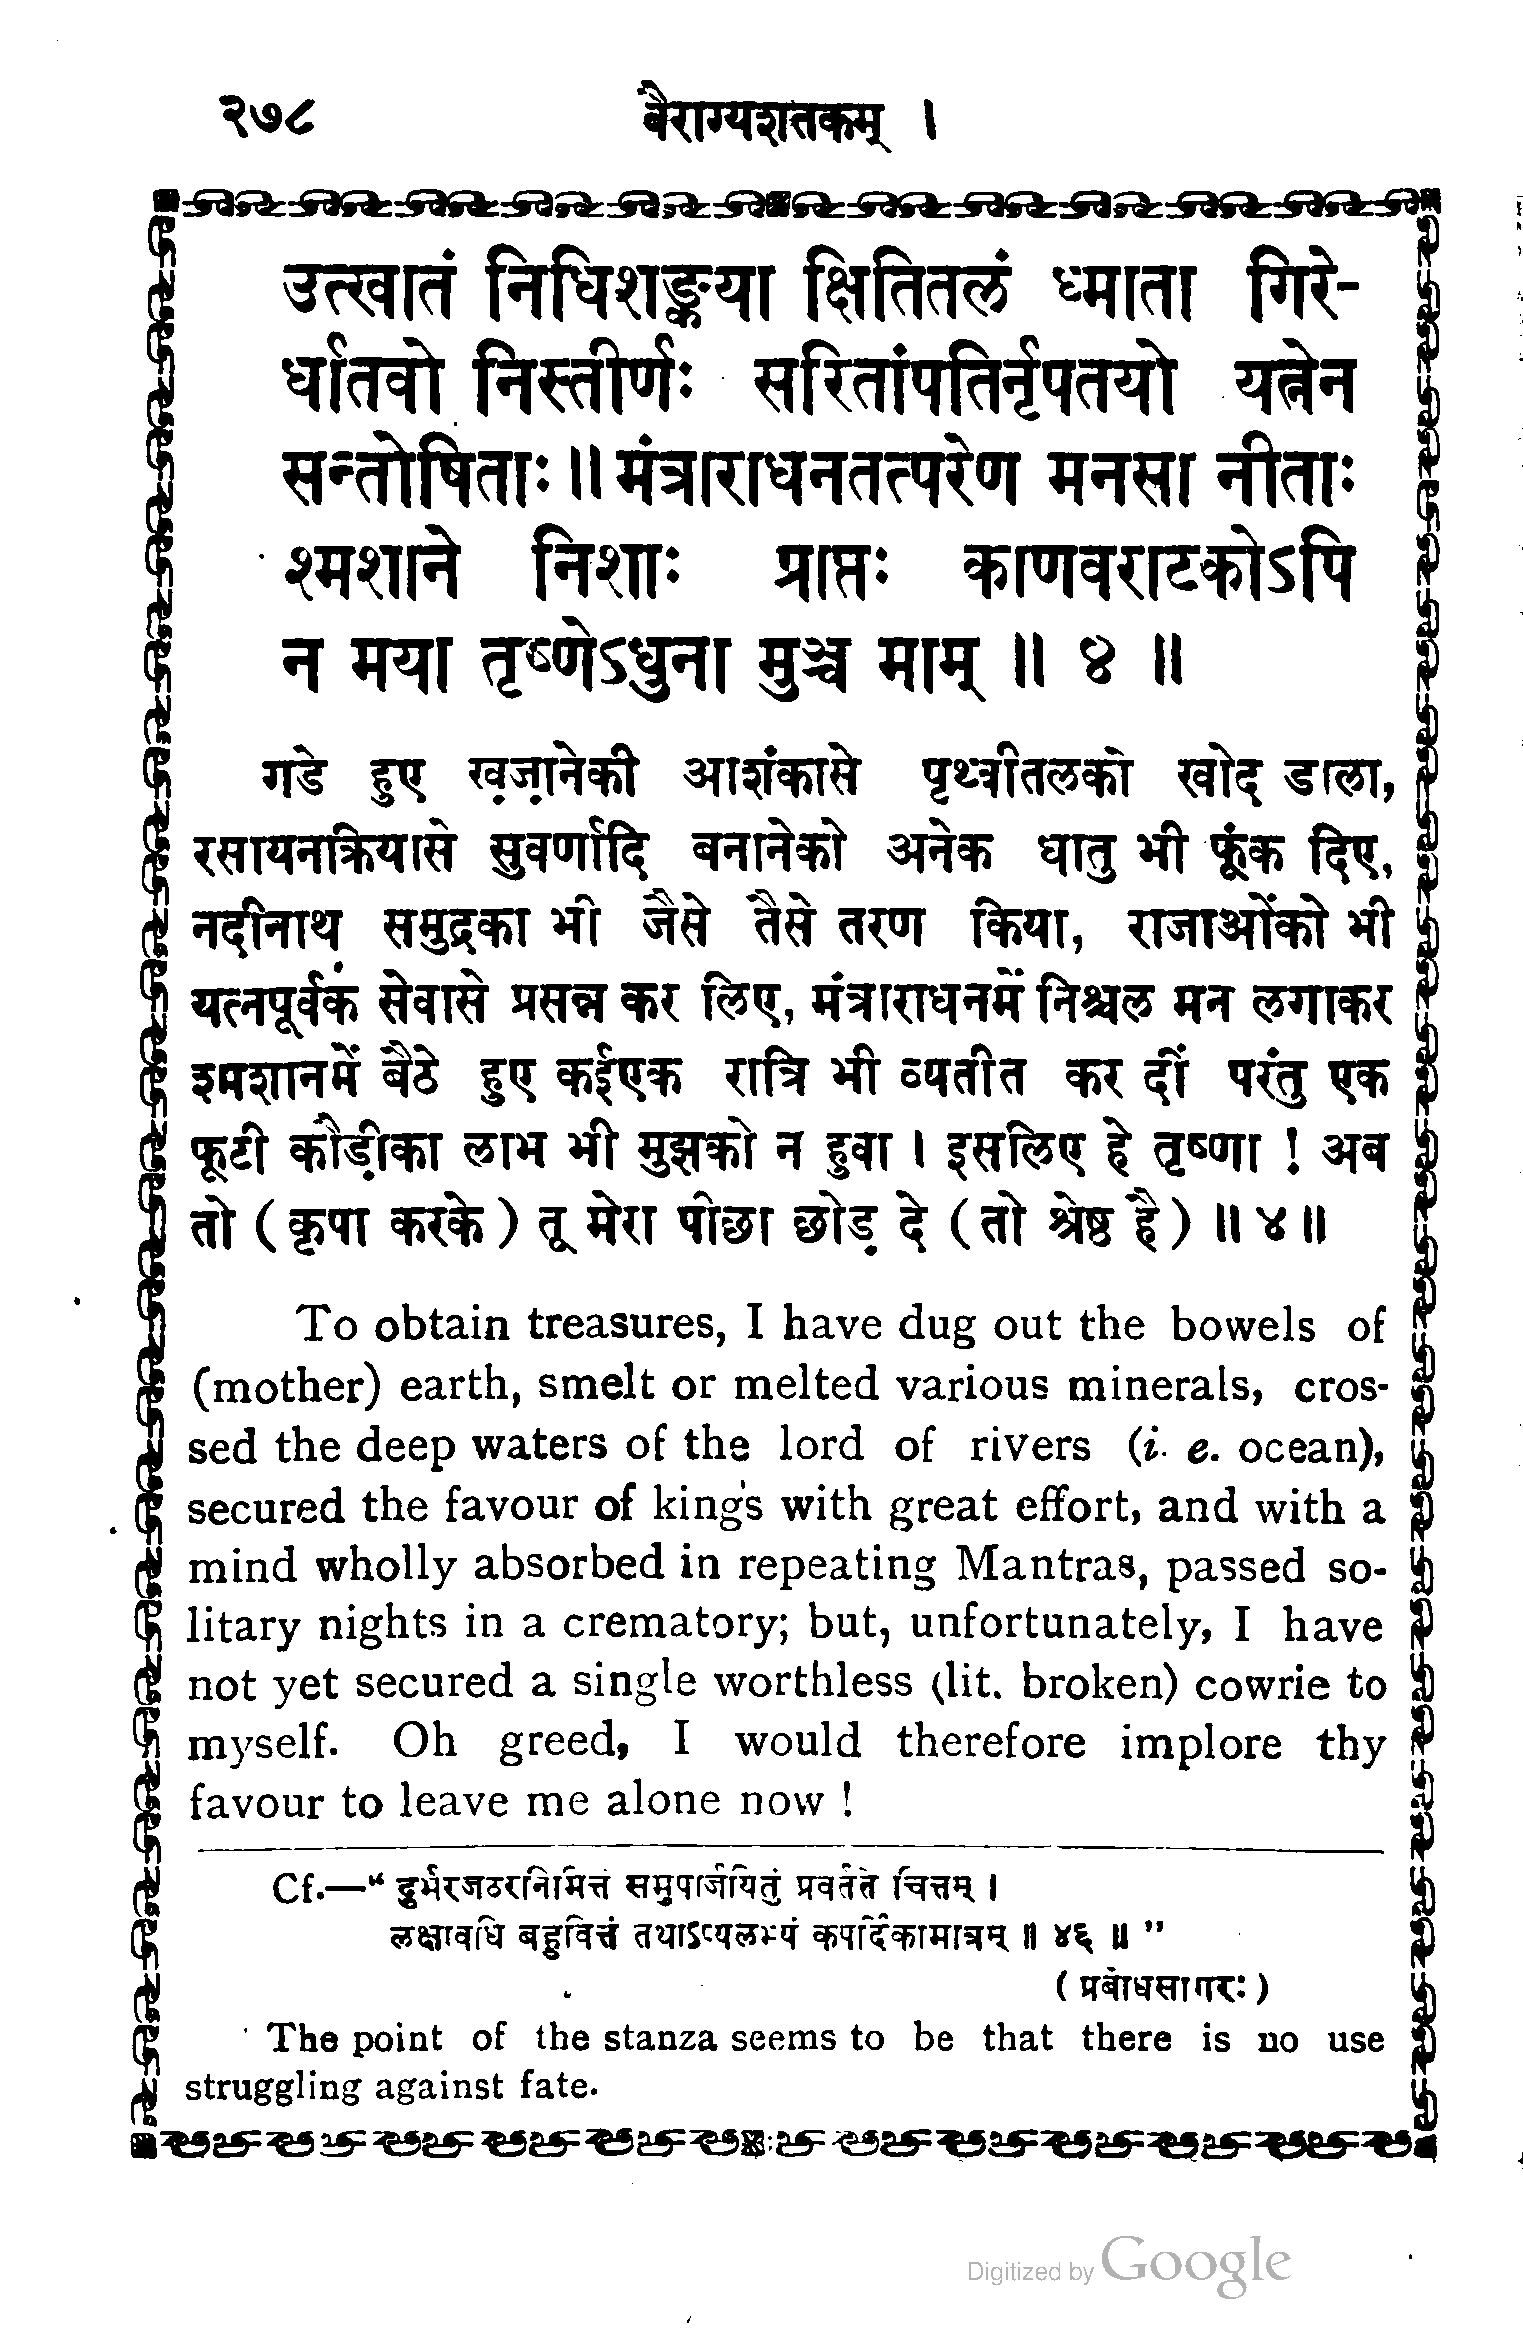 २७८ वैराग्यशतकम् ।
उत्खातं निधिशङ्कया क्षितितलं ध्माता गिरे-
र्धातवो निस्तीर्णः सरितांपतिर्नृपतयो यत्नेन
सन्तोषिताः ॥ मंत्राराधनतत्परेण मनसा नीताः
श्मशाने निशाः प्राप्तः काणवराटकोऽपि
न मया तृष्णेऽधुना मुञ्च माम् ॥ ४ ॥
गडे हुए ख़ज़ानेकी आशंकासे पृथ्वीतलको खोद डाला,
रसायनक्रियासे सुवर्णादि बनानेको अनेक धातु भी फूंक दिए,
नदीनाथ समुद्रका भी जैसे तैसे तरण किया, राजाओंको भी
यत्नपूर्वक सेवासे प्रसन्न कर लिए, मंत्राराधनमें निश्चल मन लगाकर
श्मशानमें बैठे हुए कईएक रात्रि भी व्यतीत कर दीं परंतु एक
फूटी कौड़ीका लाभ भी मुझको न हुवा । इसलिए हे तृष्णा ! अब
तो ( कृपा करके ) तू मेरा पीछा छोड़ दे ( तो श्रेष्ठ है ) ॥ ४ ॥
To obtain treasures, I have dug out the bowels of
(mother) earth, smelt or melted various minerals, cros-
sed the deep waters of the lord of rivers (i. e. ocean),
secured the favour of kings with great effort, and with a
mind wholly absorbed in repeating Mantras, passed so-
litary nights in a crematory; but, unfortunately, I have
not yet secured a single worthless (lit. broken) cowrie to
myself. Oh greed, I would therefore implore thy
favour to leave me alone now !
Cf.—“ दुर्भरजठरनिमित्तं समुपार्जयितुं प्रवर्तते चित्तम् ।
लक्षावधि बहुवित्तं तथाऽप्यलभ्यं कपर्दिकामात्रम् ॥ ४६ ॥ ”
( प्रबोधसागरः )
The point of the stanza seems to be that there is no use
struggling against fate.
Digitized by Google